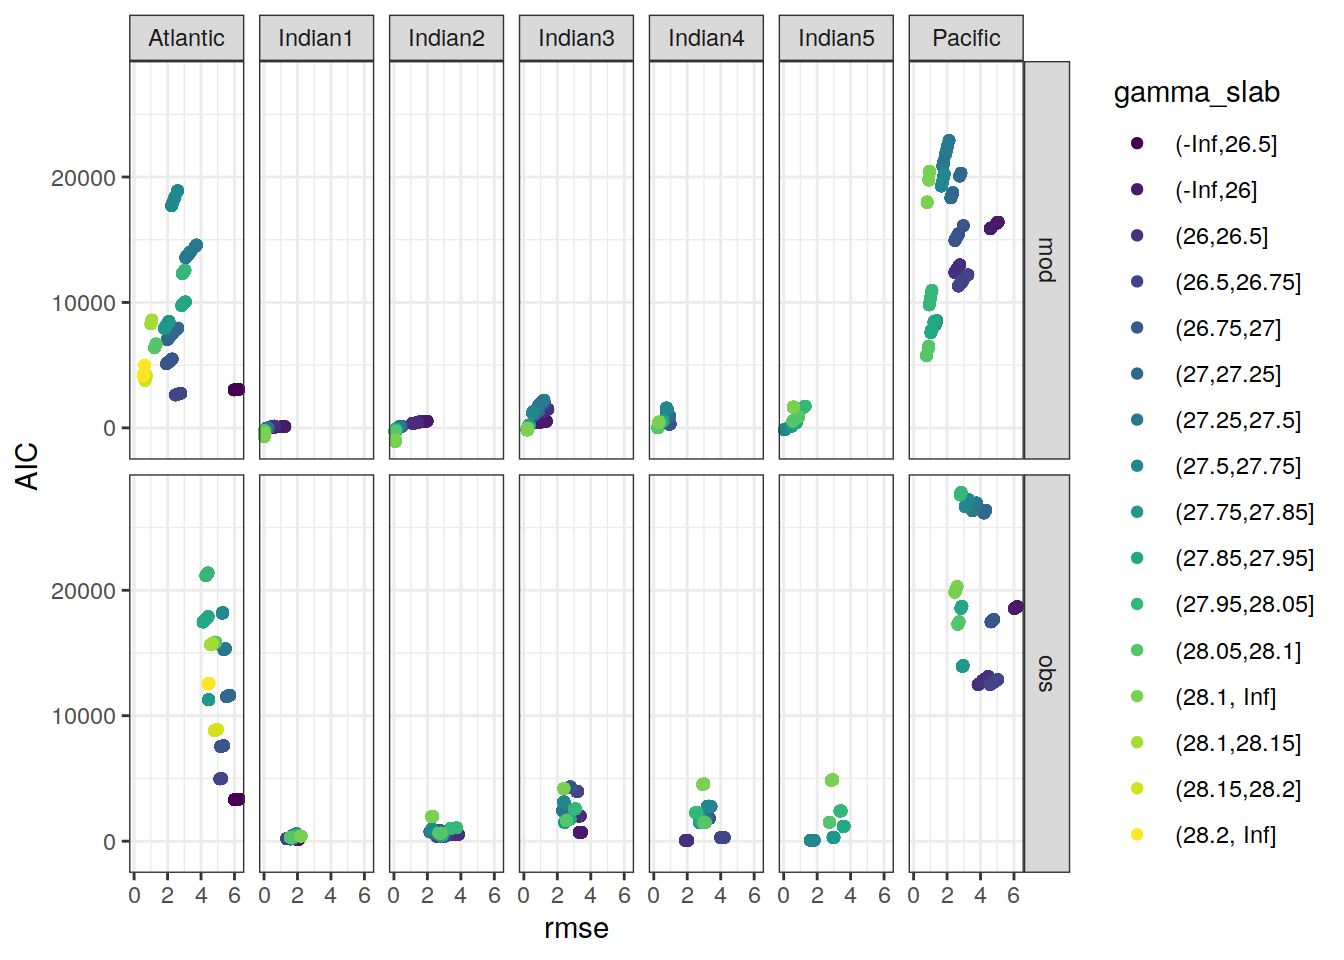 Atlantic Indian1 Indian2 Indian3 Indian4 Indian5 Pacific
mod
obs
20000
10000
0
20000
10000
0
AIC
0 2 4 6 0 2 4 6 0 2 4 6 0 2 4 6 0 2 4 6 0 2 4 6 0 2 4 6
rmse
gamma_slab
(-Inf,26.5]
(-Inf,26]
(26,26.5]
(26.5,26.75]
(26.75,27]
(27,27.25]
(27.25,27.5]
(27.5,27.75]
(27.75,27.85]
(27.85,27.95]
(27.95,28.05]
(28.05,28.1]
(28.1, Inf]
(28.1,28.15]
(28.15,28.2]
(28.2, Inf]